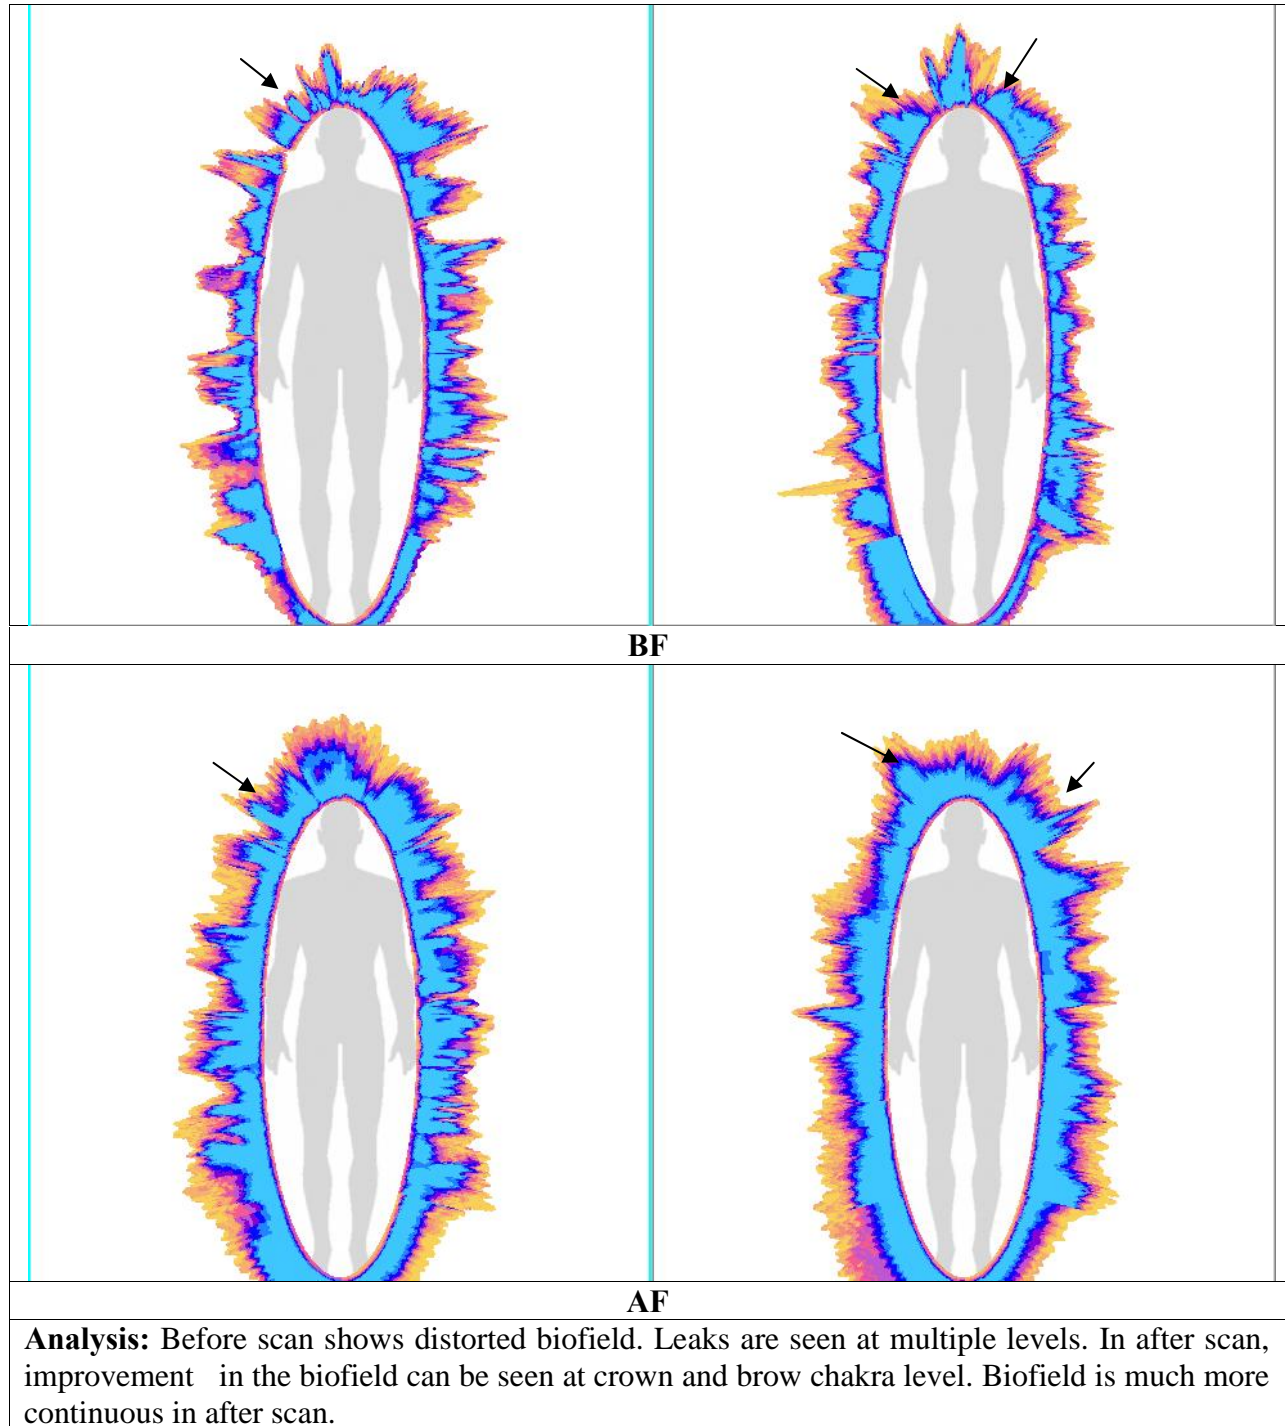 BF
AF
Analysis: Before scan shows distorted biofield. Leaks are seen at multiple levels. In after scan,
improvement in the biofield can be seen at crown and brow chakra level. Biofield is much more
continuous in after scan.